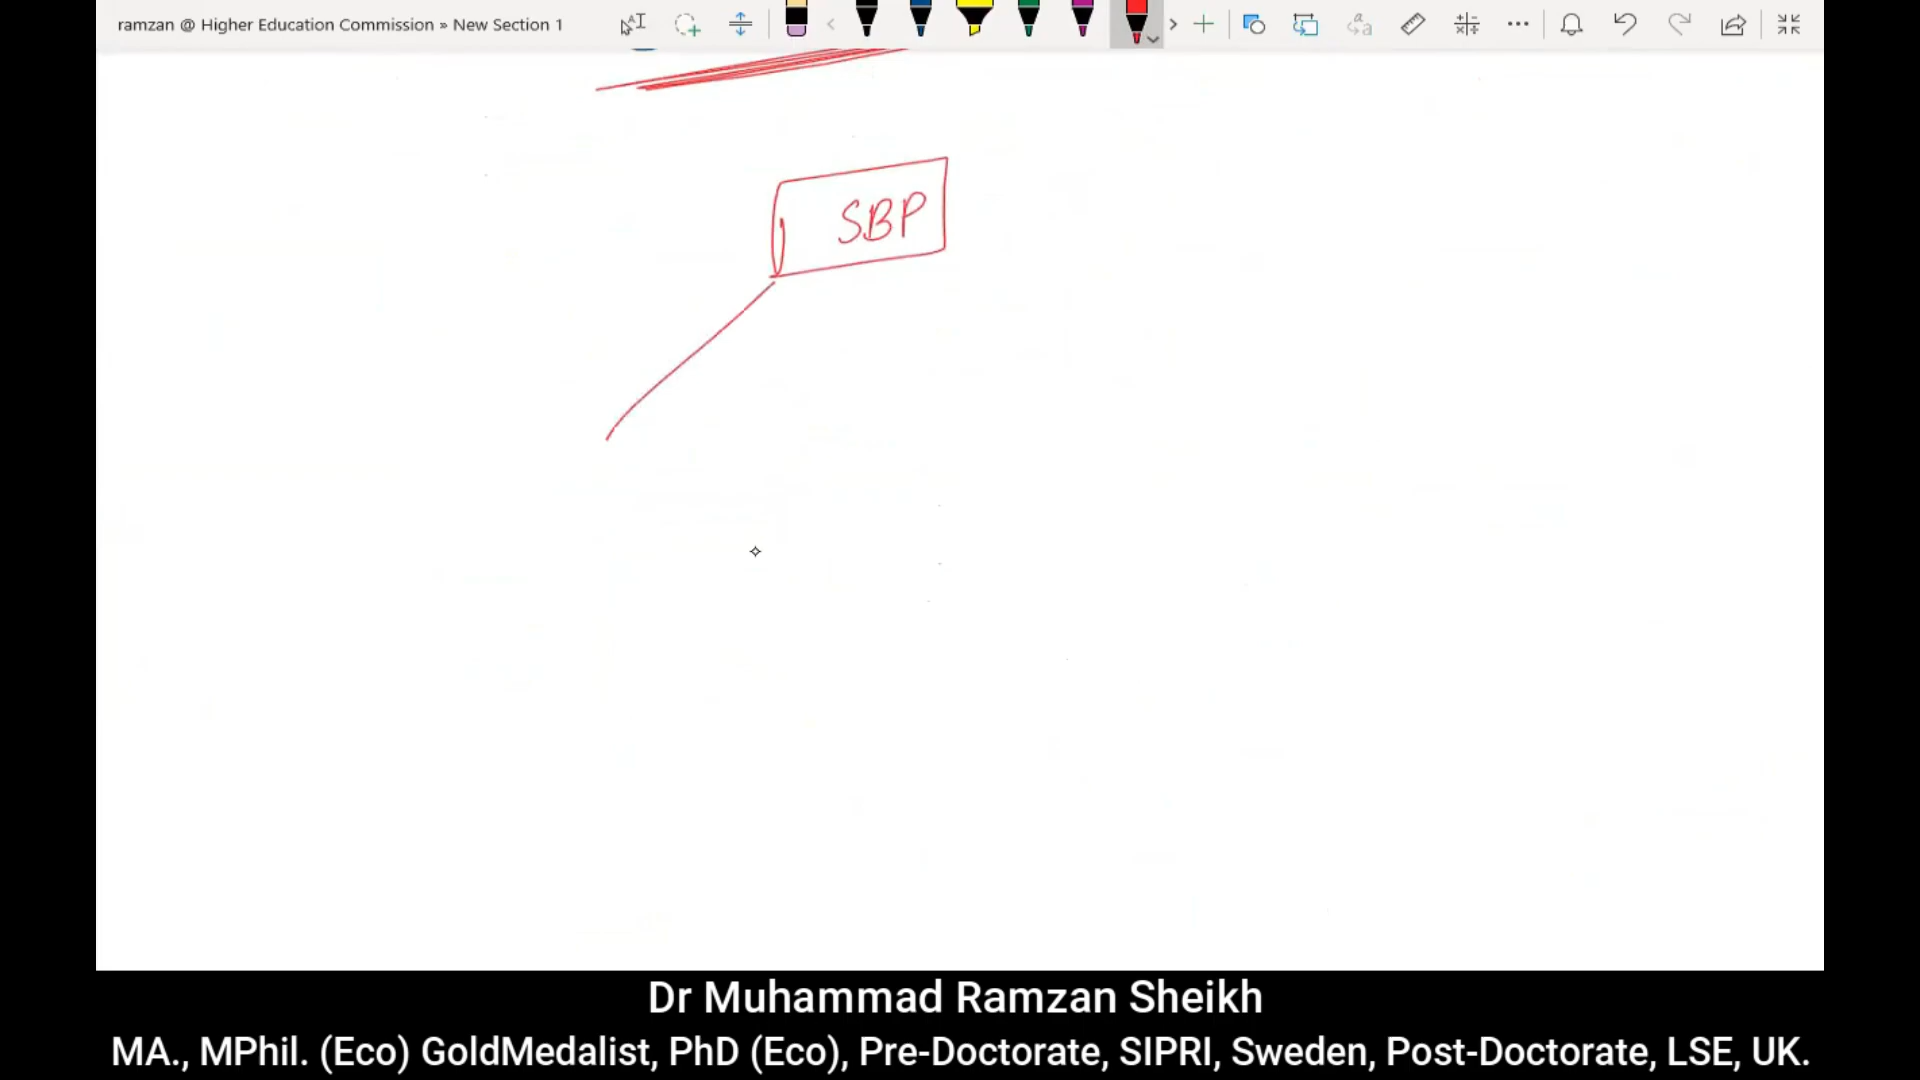 ramzan @ Higher Education Commission » New Section 1
SBP
Dr Muhammad Ramzan Sheikh
MA., MPhil. (Eco) GoldMedalist, PhD (Eco), Pre-Doctorate, SIPRI, Sweden, Post-Doctorate, LSE, UK.